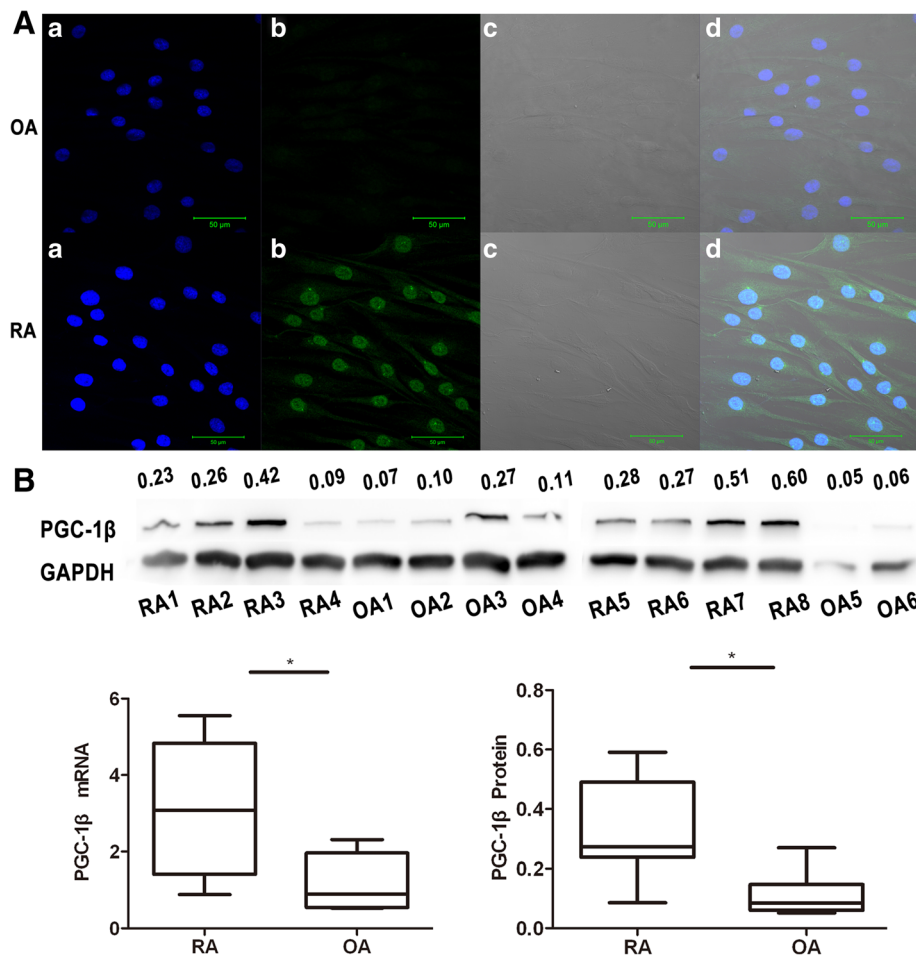 A
a b c d
OA
50 μm 50 μm 50 μm 50 μm
a b c d
RA
50 μm 50 μm 50 μm 50 μm
B
0.23 0.26 0.42 0.09 0.07 0.10 0.27 0.11 0.28 0.27 0.51 0.60 0.05 0.06
PGC-1β
GAPDH
RA1 RA2 RA3 RA4 OA1 OA2 OA3 OA4 RA5 RA6 RA7 RA8 OA5 OA6
*
PGC-1β mRNA
6
4
2
0
RA OA
*
PGC-1β Protein
0.8
0.6
0.4
0.2
0.0
RA OA